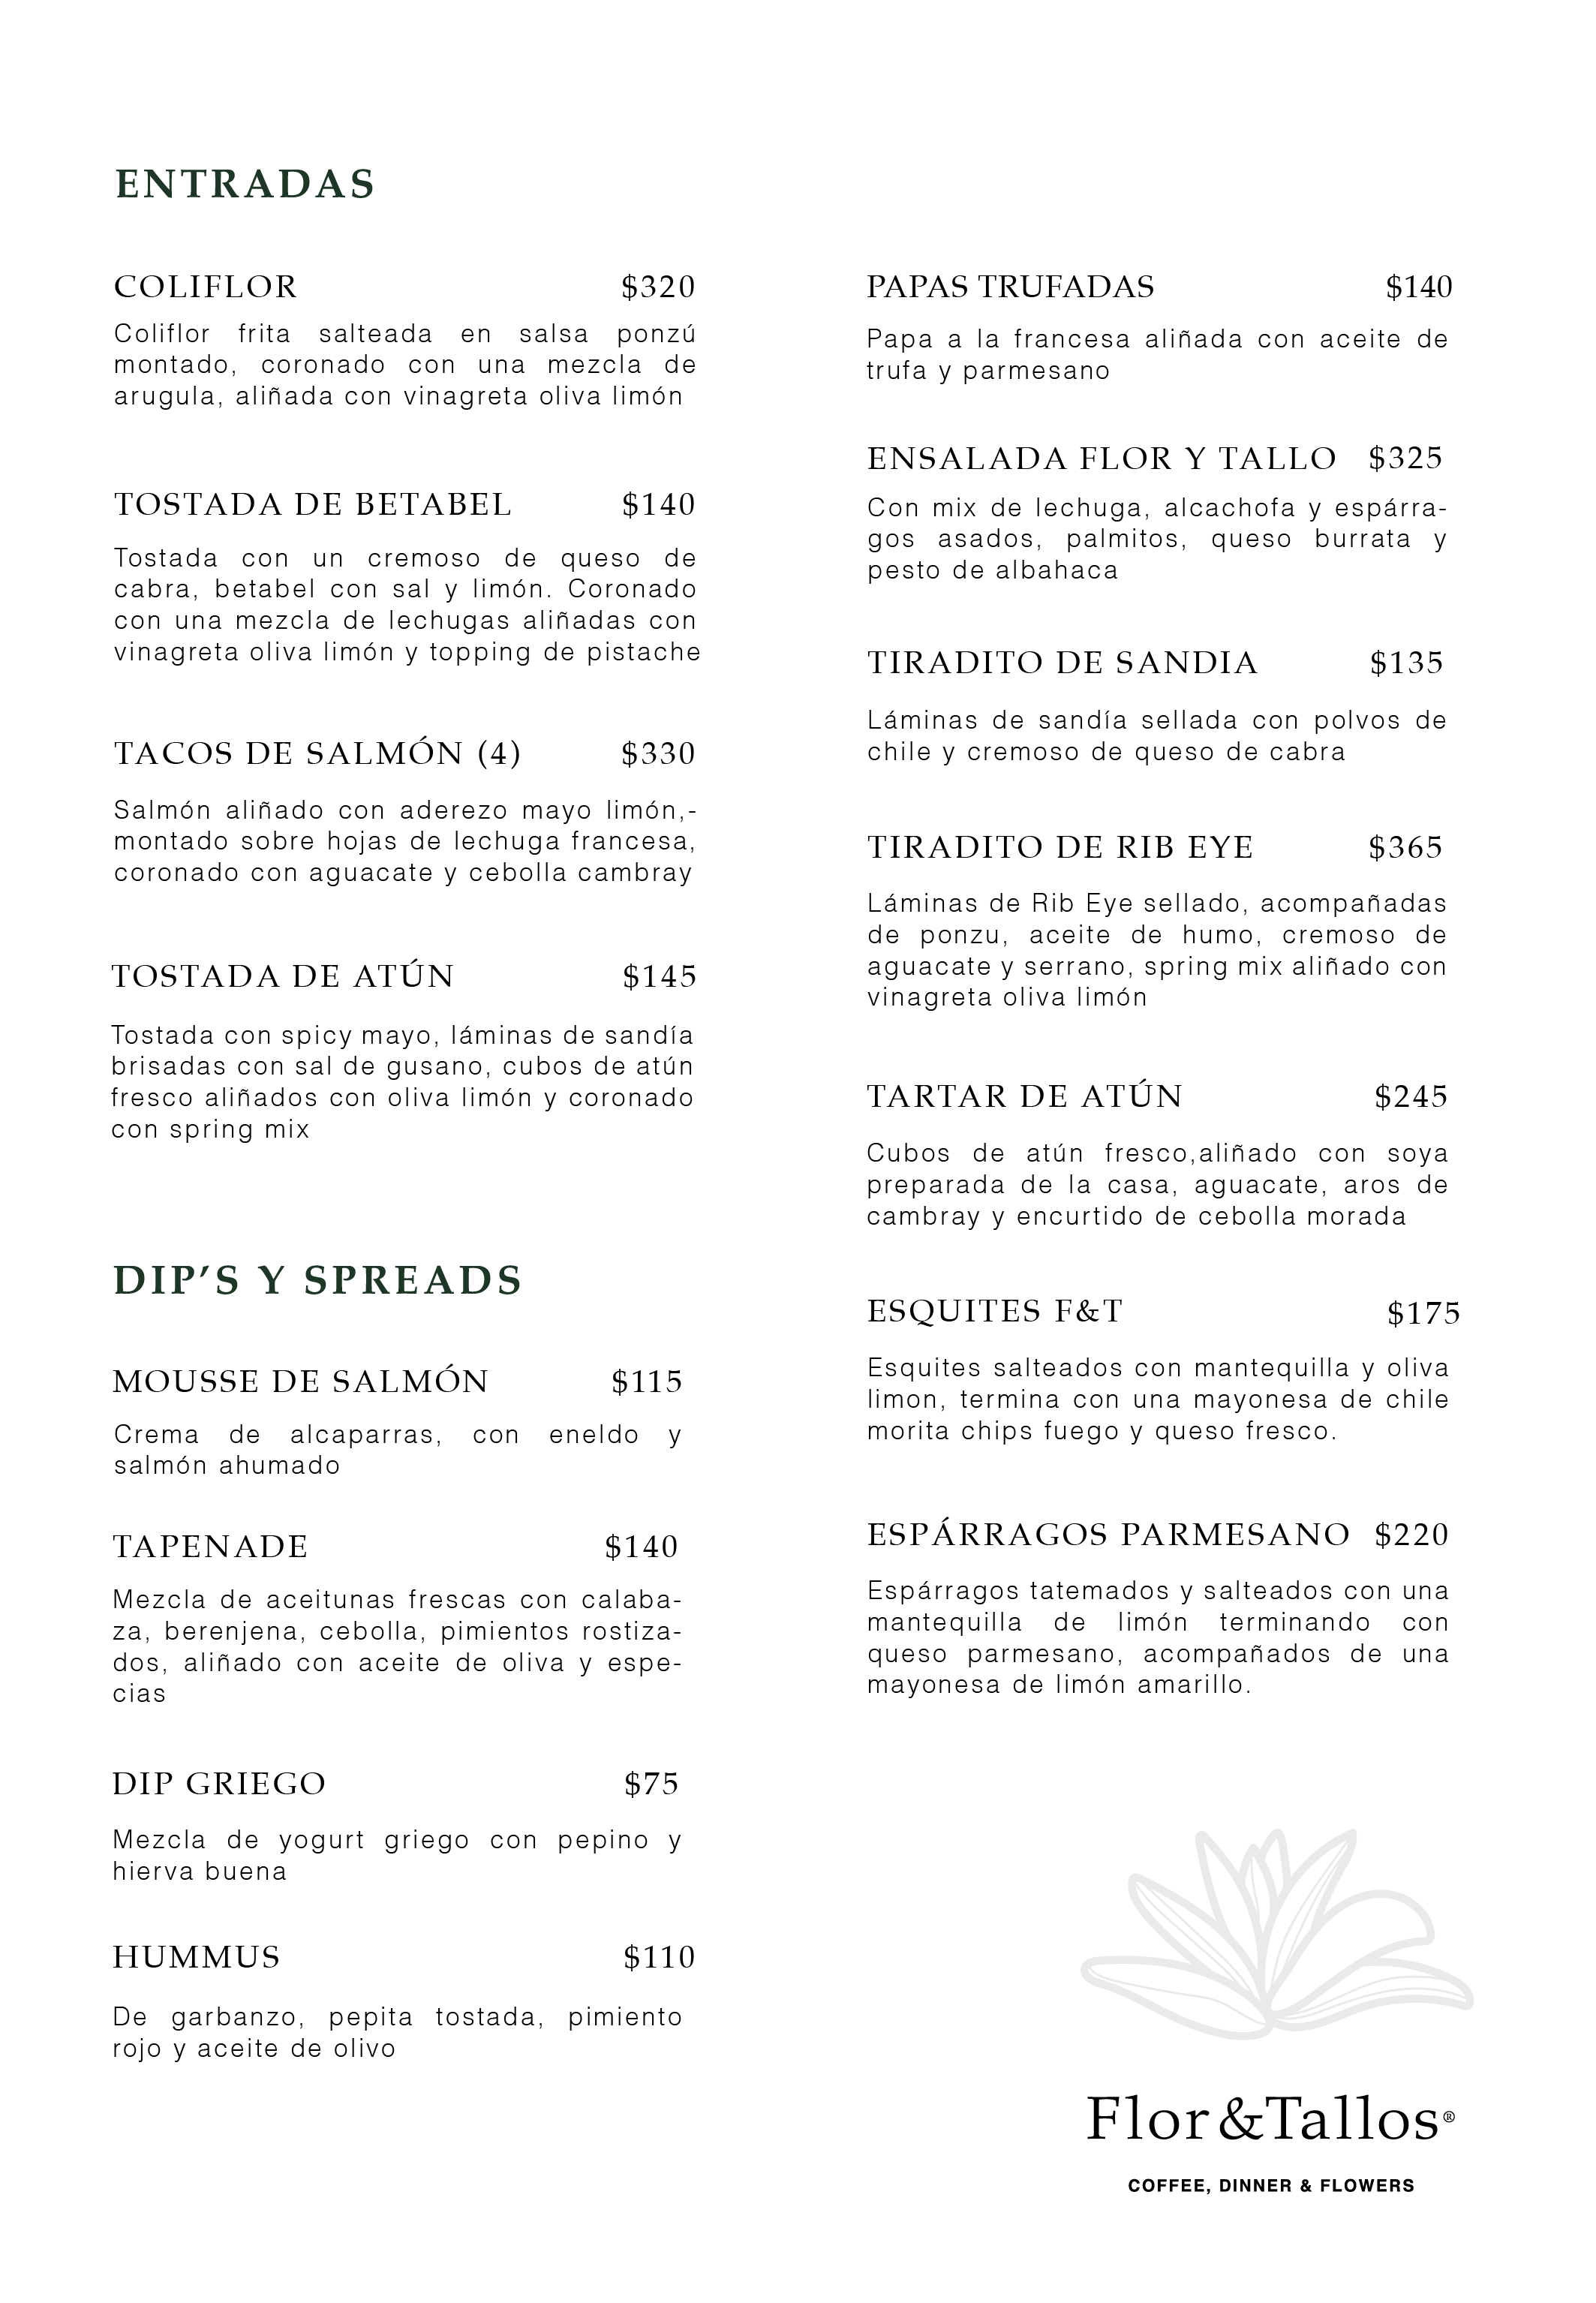 ENTRADAS
COLIFLOR $320
Coliflor frita salteada en salsa ponzú
montado, coronado con una mezcla de
arugula, aliñada con vinagreta oliva limón
TOSTADA DE BETABEL $140
Tostada con un cremoso de queso de
cabra, betabel con sal y limón. Coronado
con una mezcla de lechugas aliñadas con
vinagreta oliva limón y topping de pistache
TACOS DE SALMÓN (4) $330
Salmón aliñado con aderezo mayo limón,-
montado sobre hojas de lechuga francesa,
coronado con aguacate y cebolla cambray
TOSTADA DE ATÚN $145
Tostada con spicy mayo, láminas de sandía
brisadas con sal de gusano, cubos de atún
fresco aliñados con oliva limón y coronado
con spring mix
DIP’S Y SPREADS
MOUSSE DE SALMÓN $115
Crema de alcaparras, con eneldo y
salmón ahumado
TAPENADE $140
Mezcla de aceitunas frescas con calaba-
za, berenjena, cebolla, pimientos rostiza-
dos, aliñado con aceite de oliva y espe-
cias
DIP GRIEGO $75
Mezcla de yogurt griego con pepino y
hierva buena
HUMMUS $110
De garbanzo, pepita tostada, pimiento
rojo y aceite de olivo
PAPAS TRUFADAS $140
Papa a la francesa aliñada con aceite de
trufa y parmesano
ENSALADA FLOR Y TALLO $325
Con mix de lechuga, alcachofa y espárra-
gos asados, palmitos, queso burrata y
pesto de albahaca
TIRADITO DE SANDIA $135
Láminas de sandía sellada con polvos de
chile y cremoso de queso de cabra
TIRADITO DE RIB EYE $365
Láminas de Rib Eye sellado, acompañadas
de ponzu, aceite de humo, cremoso de
aguacate y serrano, spring mix aliñado con
vinagreta oliva limón
TARTAR DE ATÚN $245
Cubos de atún fresco,aliñado con soya
preparada de la casa, aguacate, aros de
cambray y encurtido de cebolla morada
ESQUITES F&T $175
Esquites salteados con mantequilla y oliva
limon, termina con una mayonesa de chile
morita chips fuego y queso fresco.
ESPÁRRAGOS PARMESANO $220
Espárragos tatemados y salteados con una
mantequilla de limón terminando con
queso parmesano, acompañados de una
mayonesa de limón amarillo.
Flor&Tallos®
COFFEE, DINNER & FLOWERS